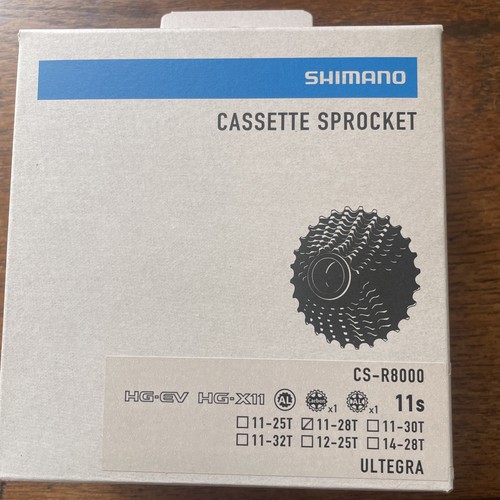 SHIMANO
CASSETTE SPROCKET
CS-R8000
HG-EV HG-X11 AL Carbon x1 x1 11s
11-25T 11-28T 11-30T
11-32T 12-25T 14-28T
ULTEGRA